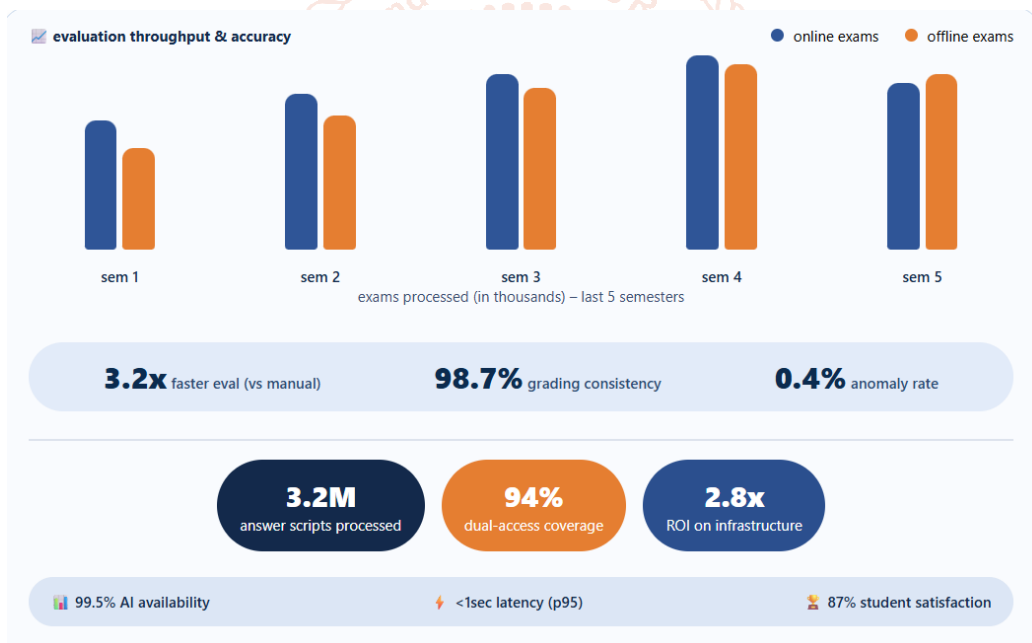 evaluation throughput & accuracy
online exams
offline exams
sem 1
sem 2
sem 3
sem 4
sem 5
exams processed (in thousands) – last 5 semesters
3.2x faster eval (vs manual)
98.7% grading consistency
0.4% anomaly rate
3.2M
answer scripts processed
94%
dual-access coverage
2.8x
ROI on infrastructure
99.5% AI availability
<1sec latency (p95)
87% student satisfaction